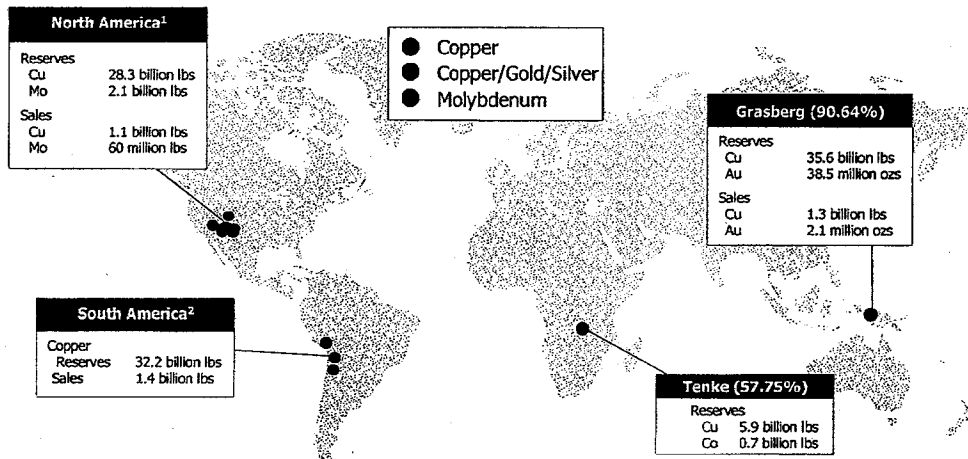 North America¹
Reserves
Cu 28.3 billion lbs
Mo 2.1 billion lbs
Sales
Cu 1.1 billion lbs
Mo 60 million lbs
Copper
Copper/Gold/Silver
Molybdenum
Grasberg (90.64%)
Reserves
Cu 35.6 billion lbs
Au 38.5 million ozs
Sales
Cu 1.3 billion lbs
Au 2.1 million ozs
South America²
Copper
Reserves 32.2 billion lbs
Sales 1.4 billion lbs
Tenke (57.75%)
Reserves
Cu 5.9 billion lbs
Co 0.7 billion lbs